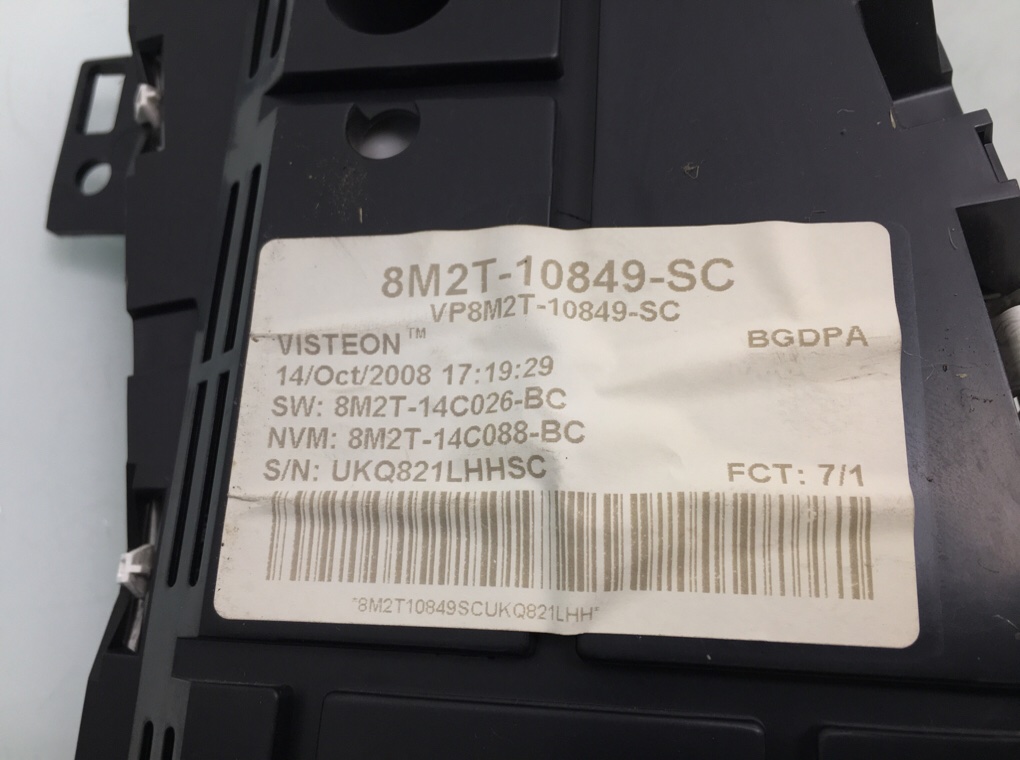 8M2T-10849-SC
VP8M2T-10849-SC
VISTEON™ BGDPA
14/Oct/2008 17:19:29
SW: 8M2T-14C026-BC
NVM: 8M2T-14C088-BC
S/N: UKQ821LHHSC FCT: 7/1
*8M2T10849SCUKQ821LHH*